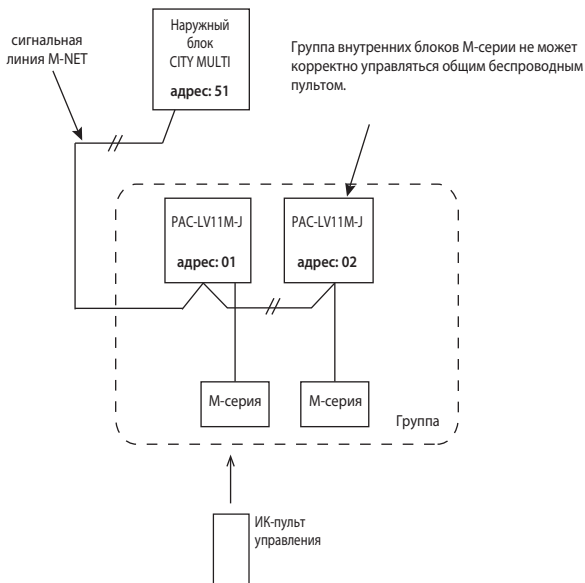 сигнальная
линия M-NET
Наружный
блок
CITY MULTI
адрес: 51
Группа внутренних блоков М-серии не может
корректно управляться общим беспроводным
пультом.
PAC-LV11M-J
адрес: 01
PAC-LV11M-J
адрес: 02
М-серия
М-серия
Группа
ИК-пульт
управления